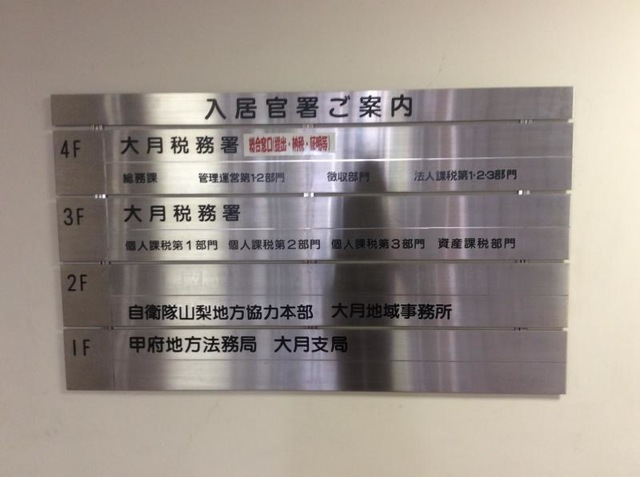 入居官署ご案内
4F 大月税務署 総合窓口(提出・納税・証明等)
総務課 管理運営第1・2部門 徴収部門 法人課税第1・2・3部門
3F 大月税務署
個人課税第1部門 個人課税第2部門 個人課税第3部門 資産課税部門
2F
自衛隊山梨地方協力本部 大月地域事務所
1F 甲府地方法務局 大月支局